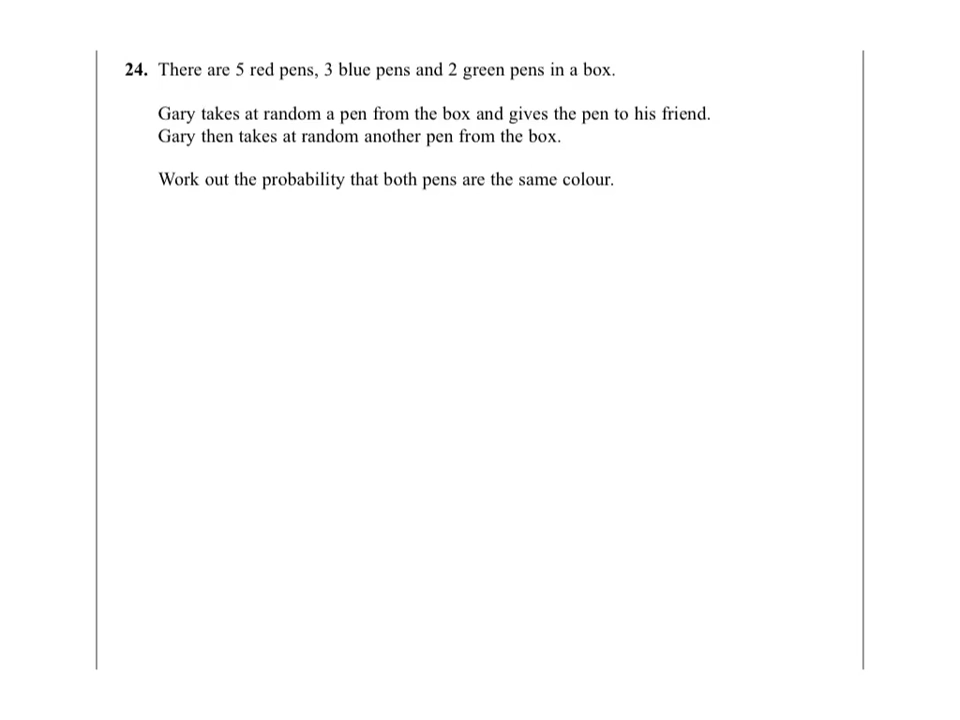 24. There are 5 red pens, 3 blue pens and 2 green pens in a box.
Gary takes at random a pen from the box and gives the pen to his friend.
Gary then takes at random another pen from the box.
Work out the probability that both pens are the same colour.